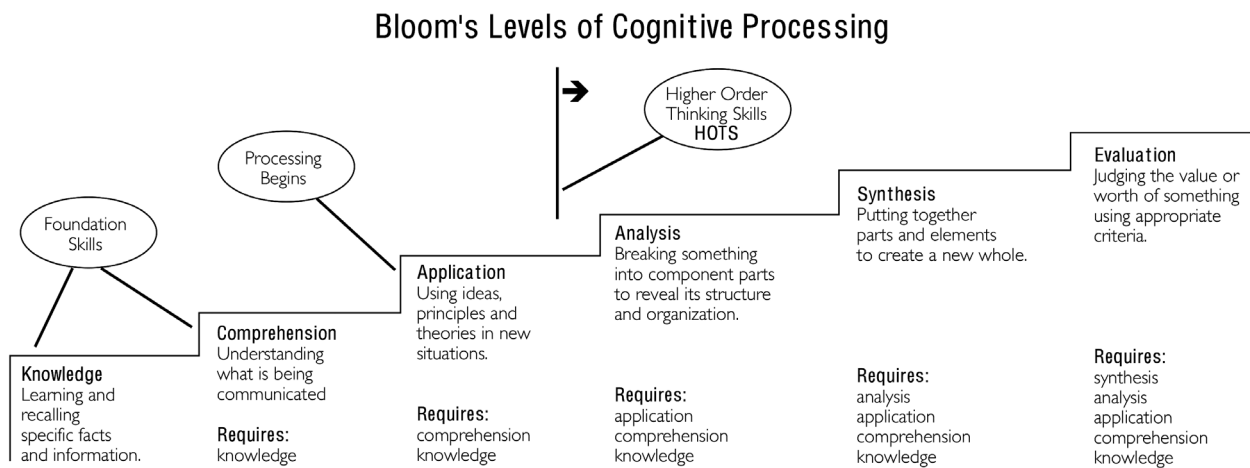 Bloom's Levels of Cognitive Processing
Higher Order
Thinking Skills
HOTS
Processing
Begins
Foundation
Skills
Knowledge
Learning and
recalling
specific facts
and information.
Comprehension
Understanding
what is being
communicated
Requires:
knowledge
Application
Using ideas,
principles and
theories in new
situations.
Requires:
comprehension
knowledge
Analysis
Breaking something
into component parts
to reveal its structure
and organization.
Requires:
application
comprehension
knowledge
Synthesis
Putting together
parts and elements
to create a new whole.
Requires:
analysis
application
comprehension
knowledge
Evaluation
Judging the value or
worth of something
using appropriate
criteria.
Requires:
synthesis
analysis
application
comprehension
knowledge